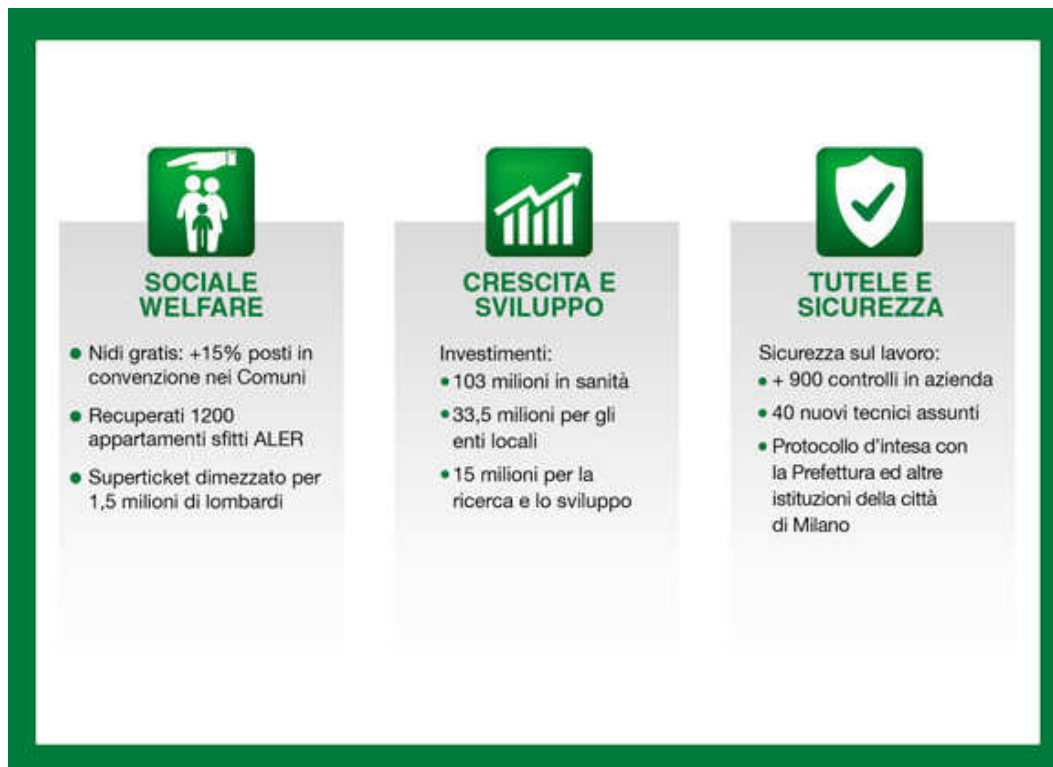 SOCIALE
WELFARE
● Nidi gratis: +15% posti in
convenzione nei Comuni
● Recuperati 1200
appartamenti sfitti ALER
● Superticket dimezzato per
1,5 milioni di lombardi
CRESCITA E
SVILUPPO
Investimenti:
● 103 milioni in sanità
● 33,5 milioni per gli
enti locali
● 15 milioni per la
ricerca e lo sviluppo
TUTELE E
SICUREZZA
Sicurezza sul lavoro:
● + 900 controlli in azienda
● 40 nuovi tecnici assunti
● Protocollo d'intesa con
la Prefettura ed altre
istituzioni della città
di Milano